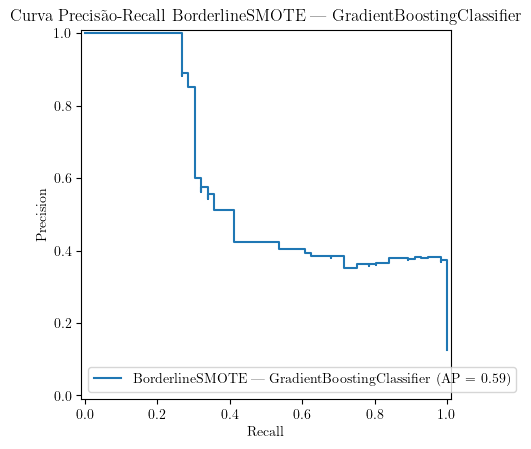 Curva Precisão-Recall BorderlineSMOTE — GradientBoostingClassifier
1.0
0.8
0.6
0.4
0.2
0.0
Precision
BorderlineSMOTE — GradientBoostingClassifier (AP = 0.59)
0.0 0.2 0.4 0.6 0.8 1.0
Recall